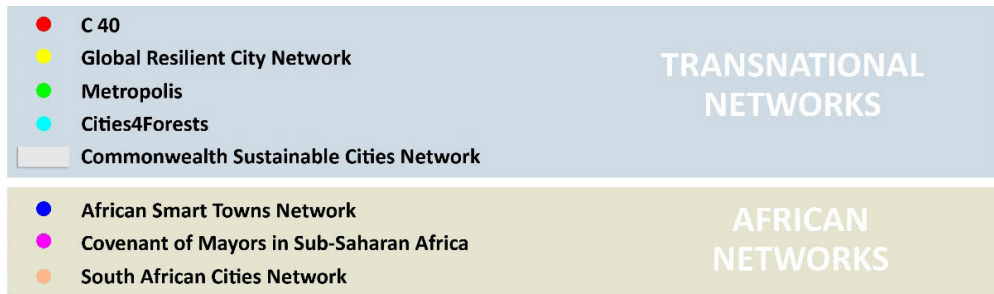 C 40
Global Resilient City Network
Metropolis
Cities4Forests
Commonwealth Sustainable Cities Network
TRANSNATIONAL
NETWORKS
African Smart Towns Network
Covenant of Mayors in Sub-Saharan Africa
South African Cities Network
AFRICAN
NETWORKS